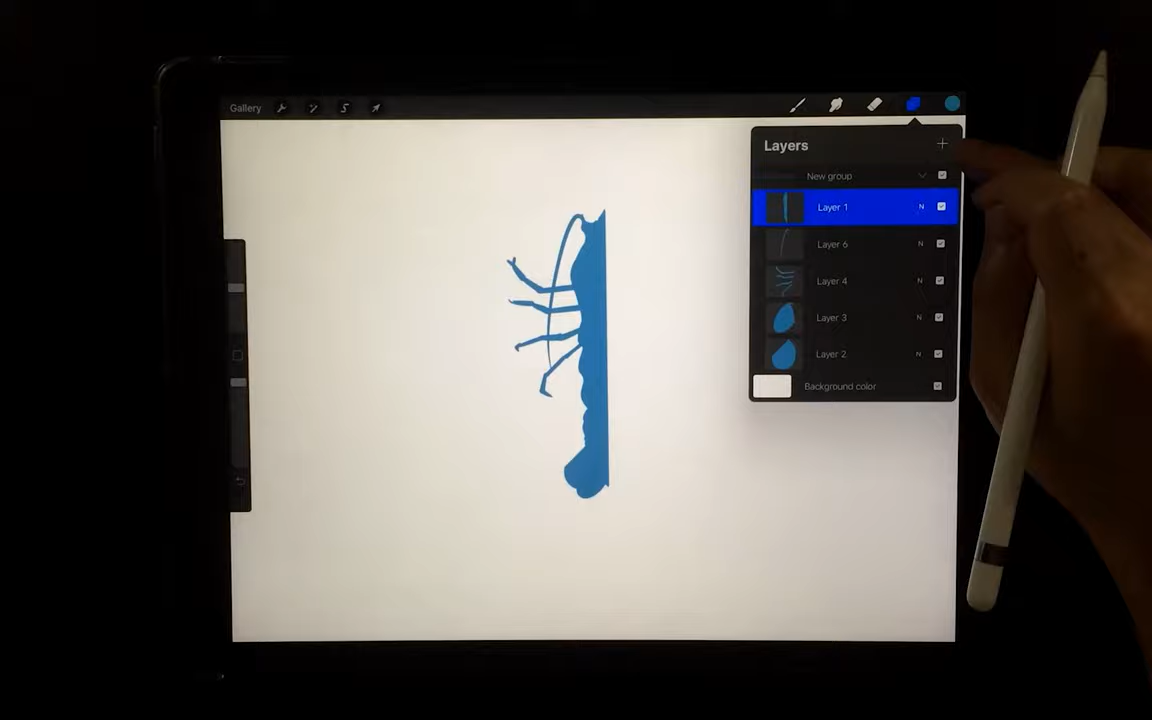 Gallery
Layers
New group
Layer 1 N
Layer 6 N
Layer 4 N
Layer 3 N
Layer 2 N
Background color